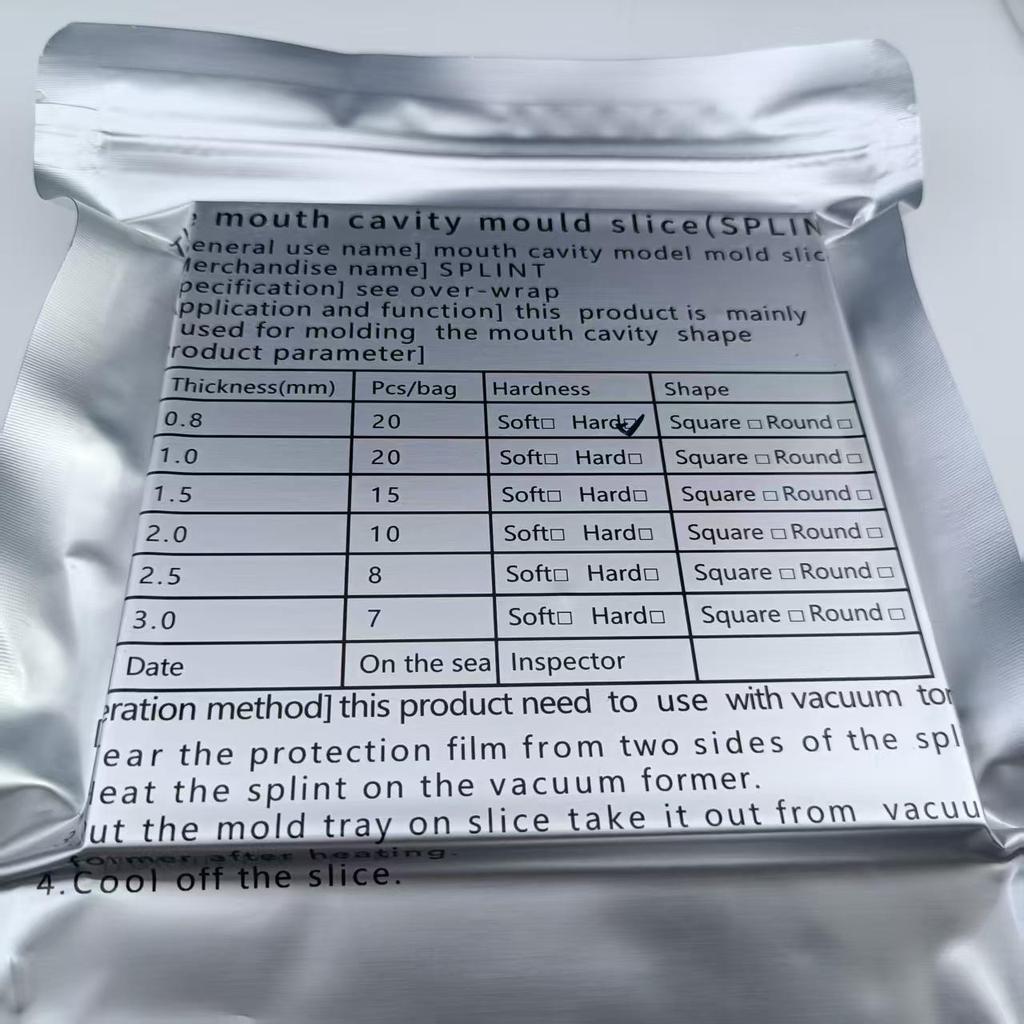 mouth cavity mould slice(SPLIN
eneral use name] mouth cavity model mold slic
erchandise name] SPLINT
pecification] see over-wrap
pplication and function] this product is mainly
used for molding the mouth cavity shape
roduct parameter]
Thickness(mm) Pcs/bag Hardness Shape
0.8 20 Soft□ Hard☑ Square □ Round □
1.0 20 Soft□ Hard□ Square □ Round □
1.5 15 Soft□ Hard□ Square □ Round □
2.0 10 Soft□ Hard□ Square □ Round □
2.5 8 Soft□ Hard□ Square □ Round □
3.0 7 Soft□ Hard□ Square □ Round □
Date On the sea Inspector
eration method] this product need to use with vacuum for
ear the protection film from two sides of the spl
eat the splint on the vacuum former.
ut the mold tray on slice take it out from vacuu
former after heating.
4.Cool off the slice.